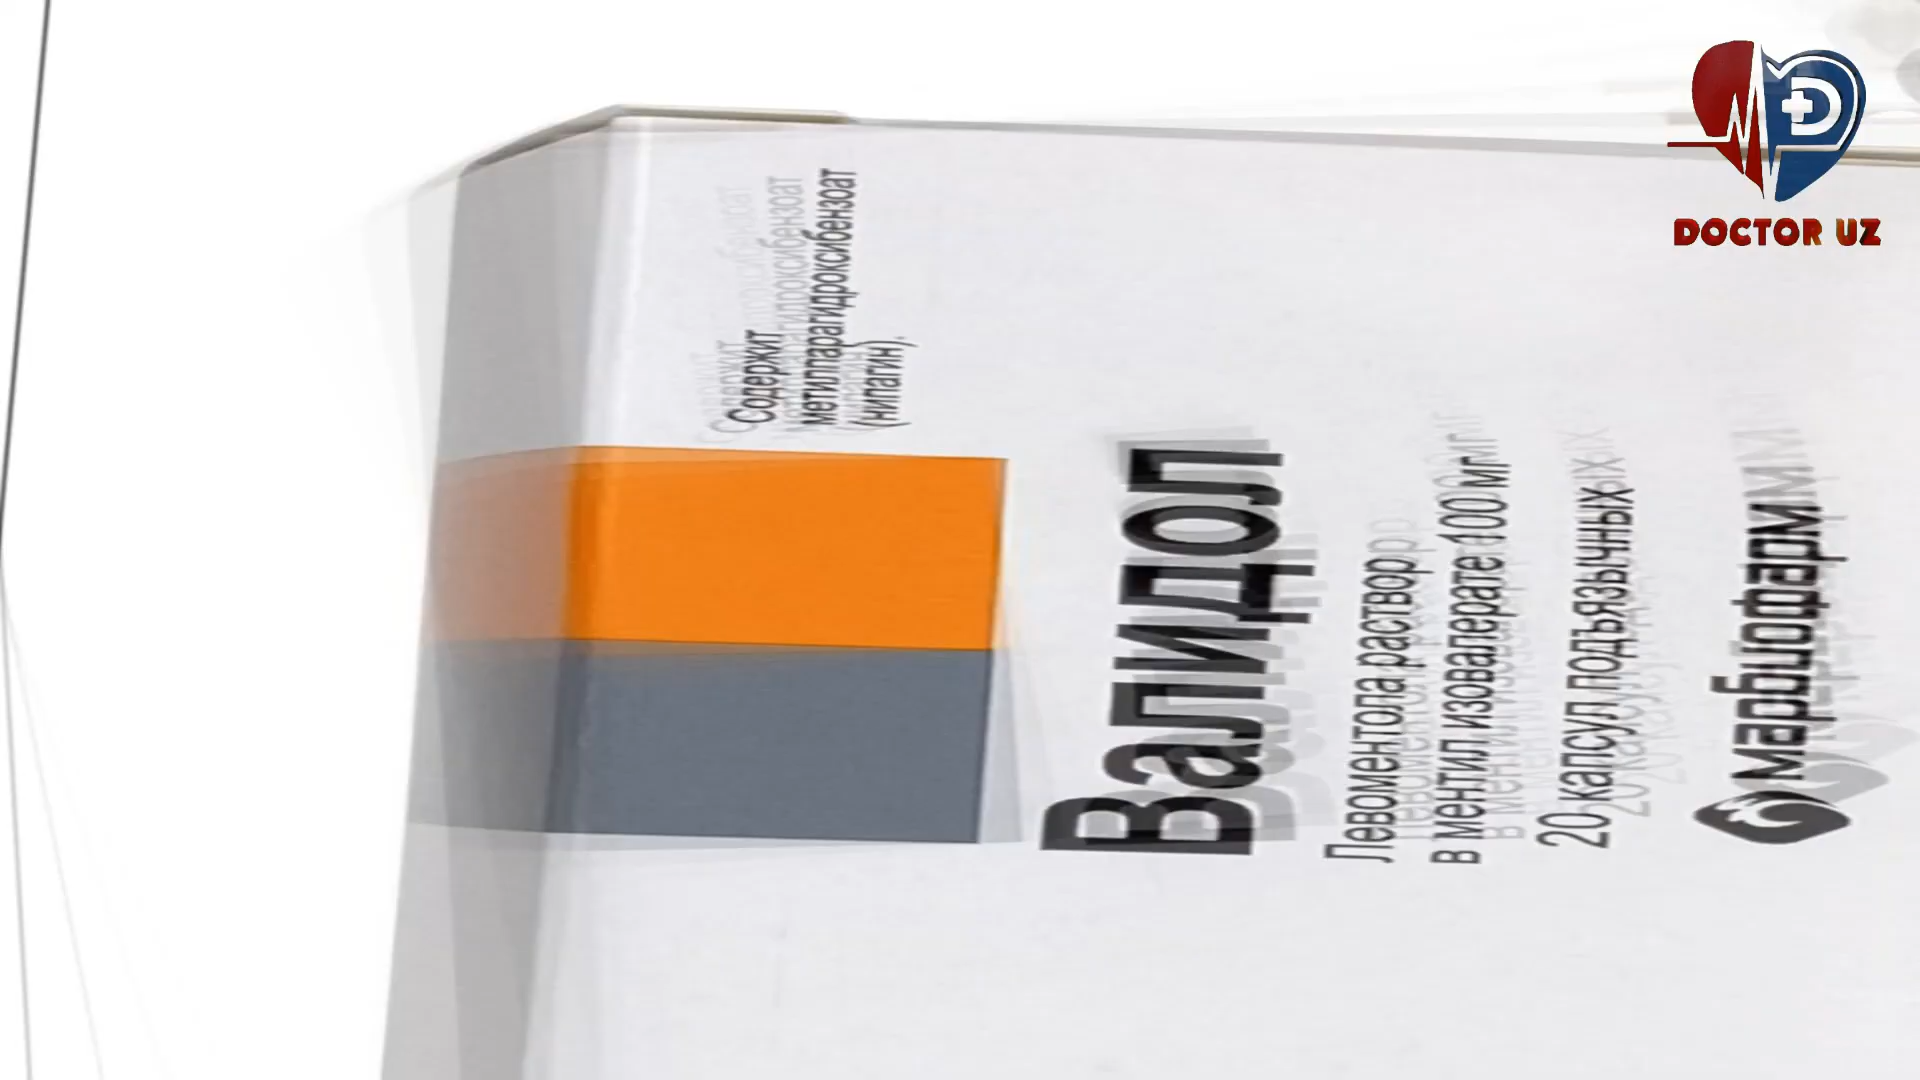 DOCTOR UZ
Содержит
метилпарагидроксибензоат
(нипагин).
Валидол
Левоментола раствор
в ментил изовалерате 100 мг
20 капсул подъязычных
марбиофарм